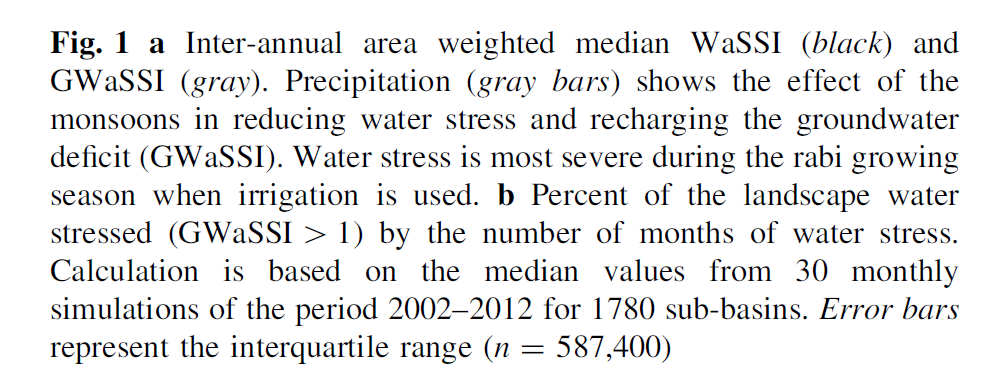 Fig. 1 a Inter-annual area weighted median WaSSI (black) and
GWaSSI (gray). Precipitation (gray bars) shows the effect of the
monsoons in reducing water stress and recharging the groundwater
deficit (GWaSSI). Water stress is most severe during the rabi growing
season when irrigation is used. b Percent of the landscape water
stressed (GWaSSI > 1) by the number of months of water stress.
Calculation is based on the median values from 30 monthly
simulations of the period 2002–2012 for 1780 sub-basins. Error bars
represent the interquartile range (n = 587,400)